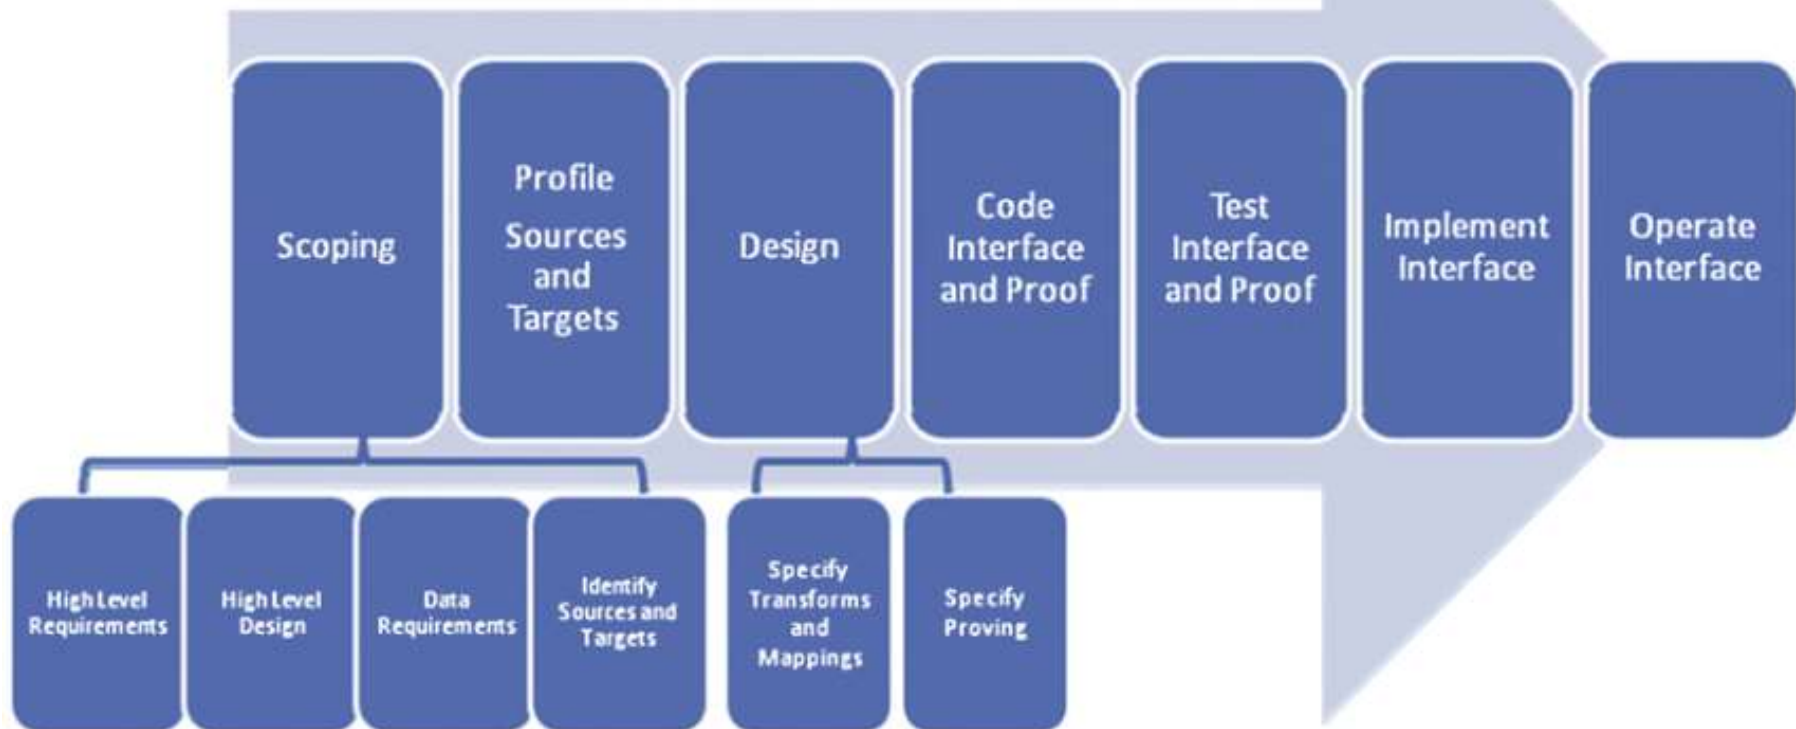 Scoping
Profile
Sources
and
Targets
Design
Code
Interface
and Proof
Test
Interface
and Proof
Implement
Interface
Operate
Interface
High Level
Requirements
High Level
Design
Data
Requirements
Identify
Sources and
Targets
Specify
Transforms
and
Mappings
Specify
Proving